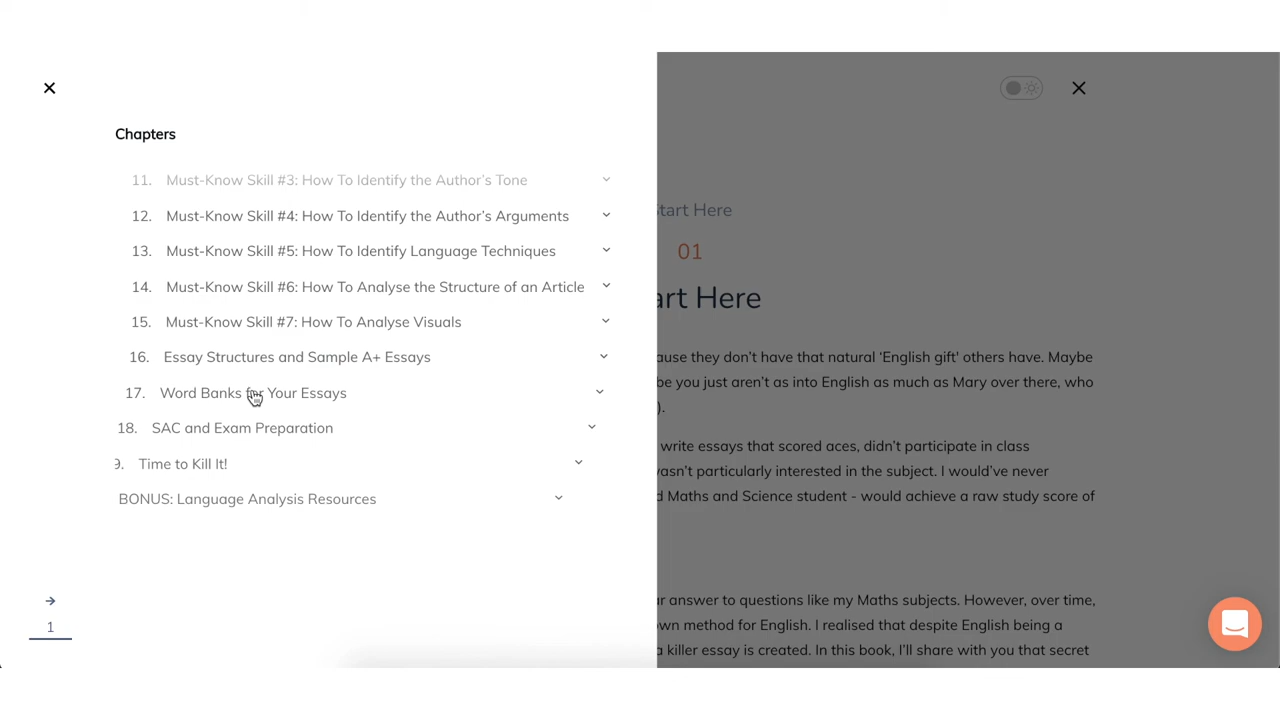 Chapters
11. Must-Know Skill #3: How To Identify the Author's Tone
12. Must-Know Skill #4: How To Identify the Author's Arguments
13. Must-Know Skill #5: How To Identify Language Techniques
14. Must-Know Skill #6: How To Analyse the Structure of an Article
15. Must-Know Skill #7: How To Analyse Visuals
16. Essay Structures and Sample A+ Essays
17. Word Banks for Your Essays
18. SAC and Exam Preparation
9. Time to Kill It!
BONUS: Language Analysis Resources
1
Start Here
01
art Here
ause they don't have that natural 'English gift' others have. Maybe
be you just aren't as into English as much as Mary over there, who
).
write essays that scored aces, didn't participate in class
wasn't particularly interested in the subject. I would've never
d Maths and Science student - would achieve a raw study score of
ur answer to questions like my Maths subjects. However, over time,
own method for English. I realised that despite English being a
a killer essay is created. In this book, I'll share with you that secret